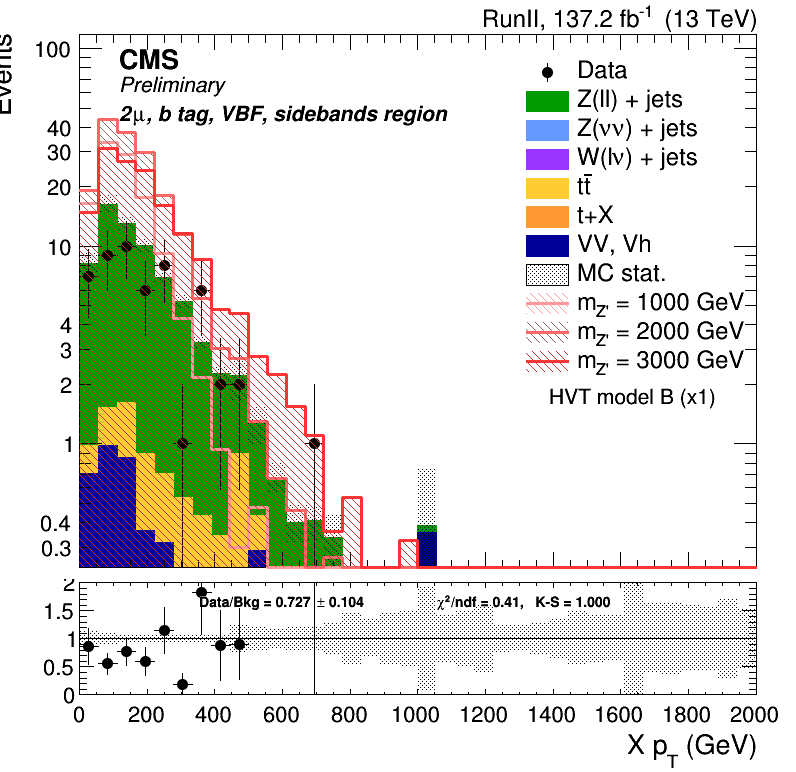 RunII, 137.2 fb⁻¹ (13 TeV)
Events
CMS
Preliminary
2μ, b tag, VBF, sidebands region
Data
Z(ll) + jets
Z(νν) + jets
W(lν) + jets
tt̄
t+X
VV, Vh
MC stat.
m_Z' = 1000 GeV
m_Z' = 2000 GeV
m_Z' = 3000 GeV
HVT model B (x1)
100
40
30
20
10
4
3
2
1
0.4
0.3
Data/Bkg = 0.727 ± 0.104 χ²/ndf = 0.41, K-S = 1.000
2
1.5
1
0.5
0
0 200 400 600 800 1000 1200 1400 1600 1800 2000
X p_T (GeV)